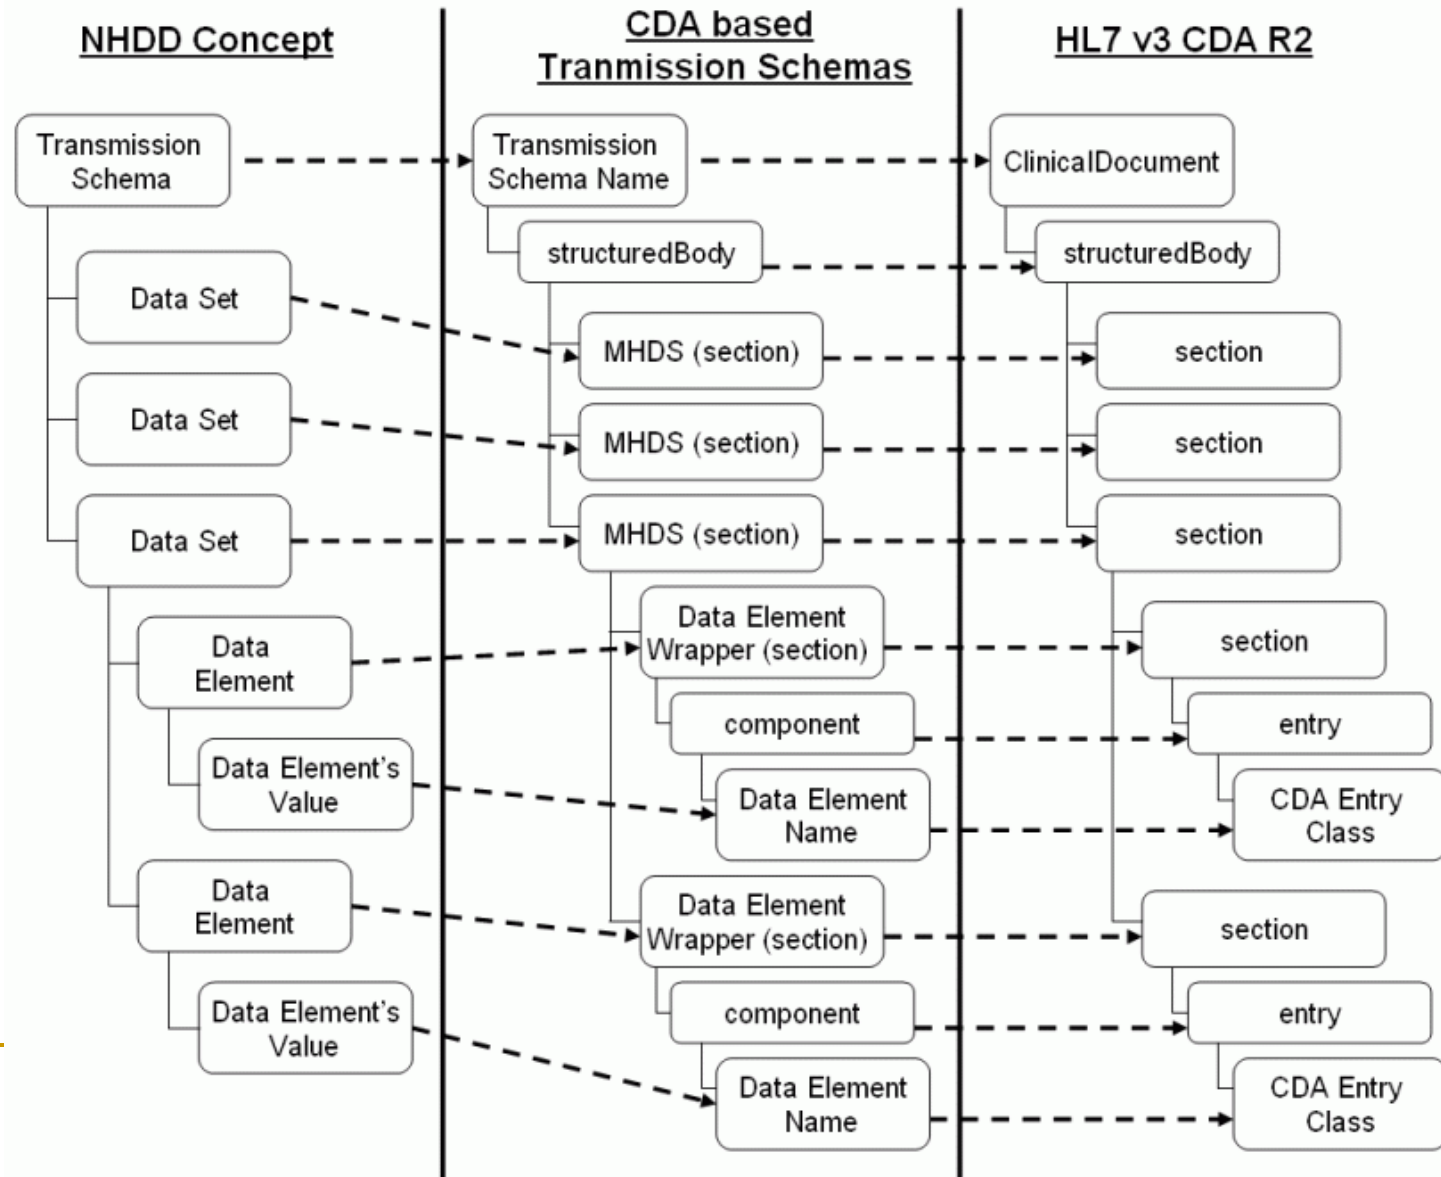 NHDD Concept
CDA based
Tranmission Schemas
HL7 v3 CDA R2
Transmission
Schema
Data Set
Data Set
Data Set
Data
Element
Data Element's
Value
Data
Element
Data Element's
Value
Transmission
Schema Name
structuredBody
MHDS (section)
MHDS (section)
MHDS (section)
Data Element
Wrapper (section)
component
Data Element
Name
Data Element
Wrapper (section)
component
Data Element
Name
ClinicalDocument
structuredBody
section
section
section
section
entry
CDA Entry
Class
section
entry
CDA Entry
Class